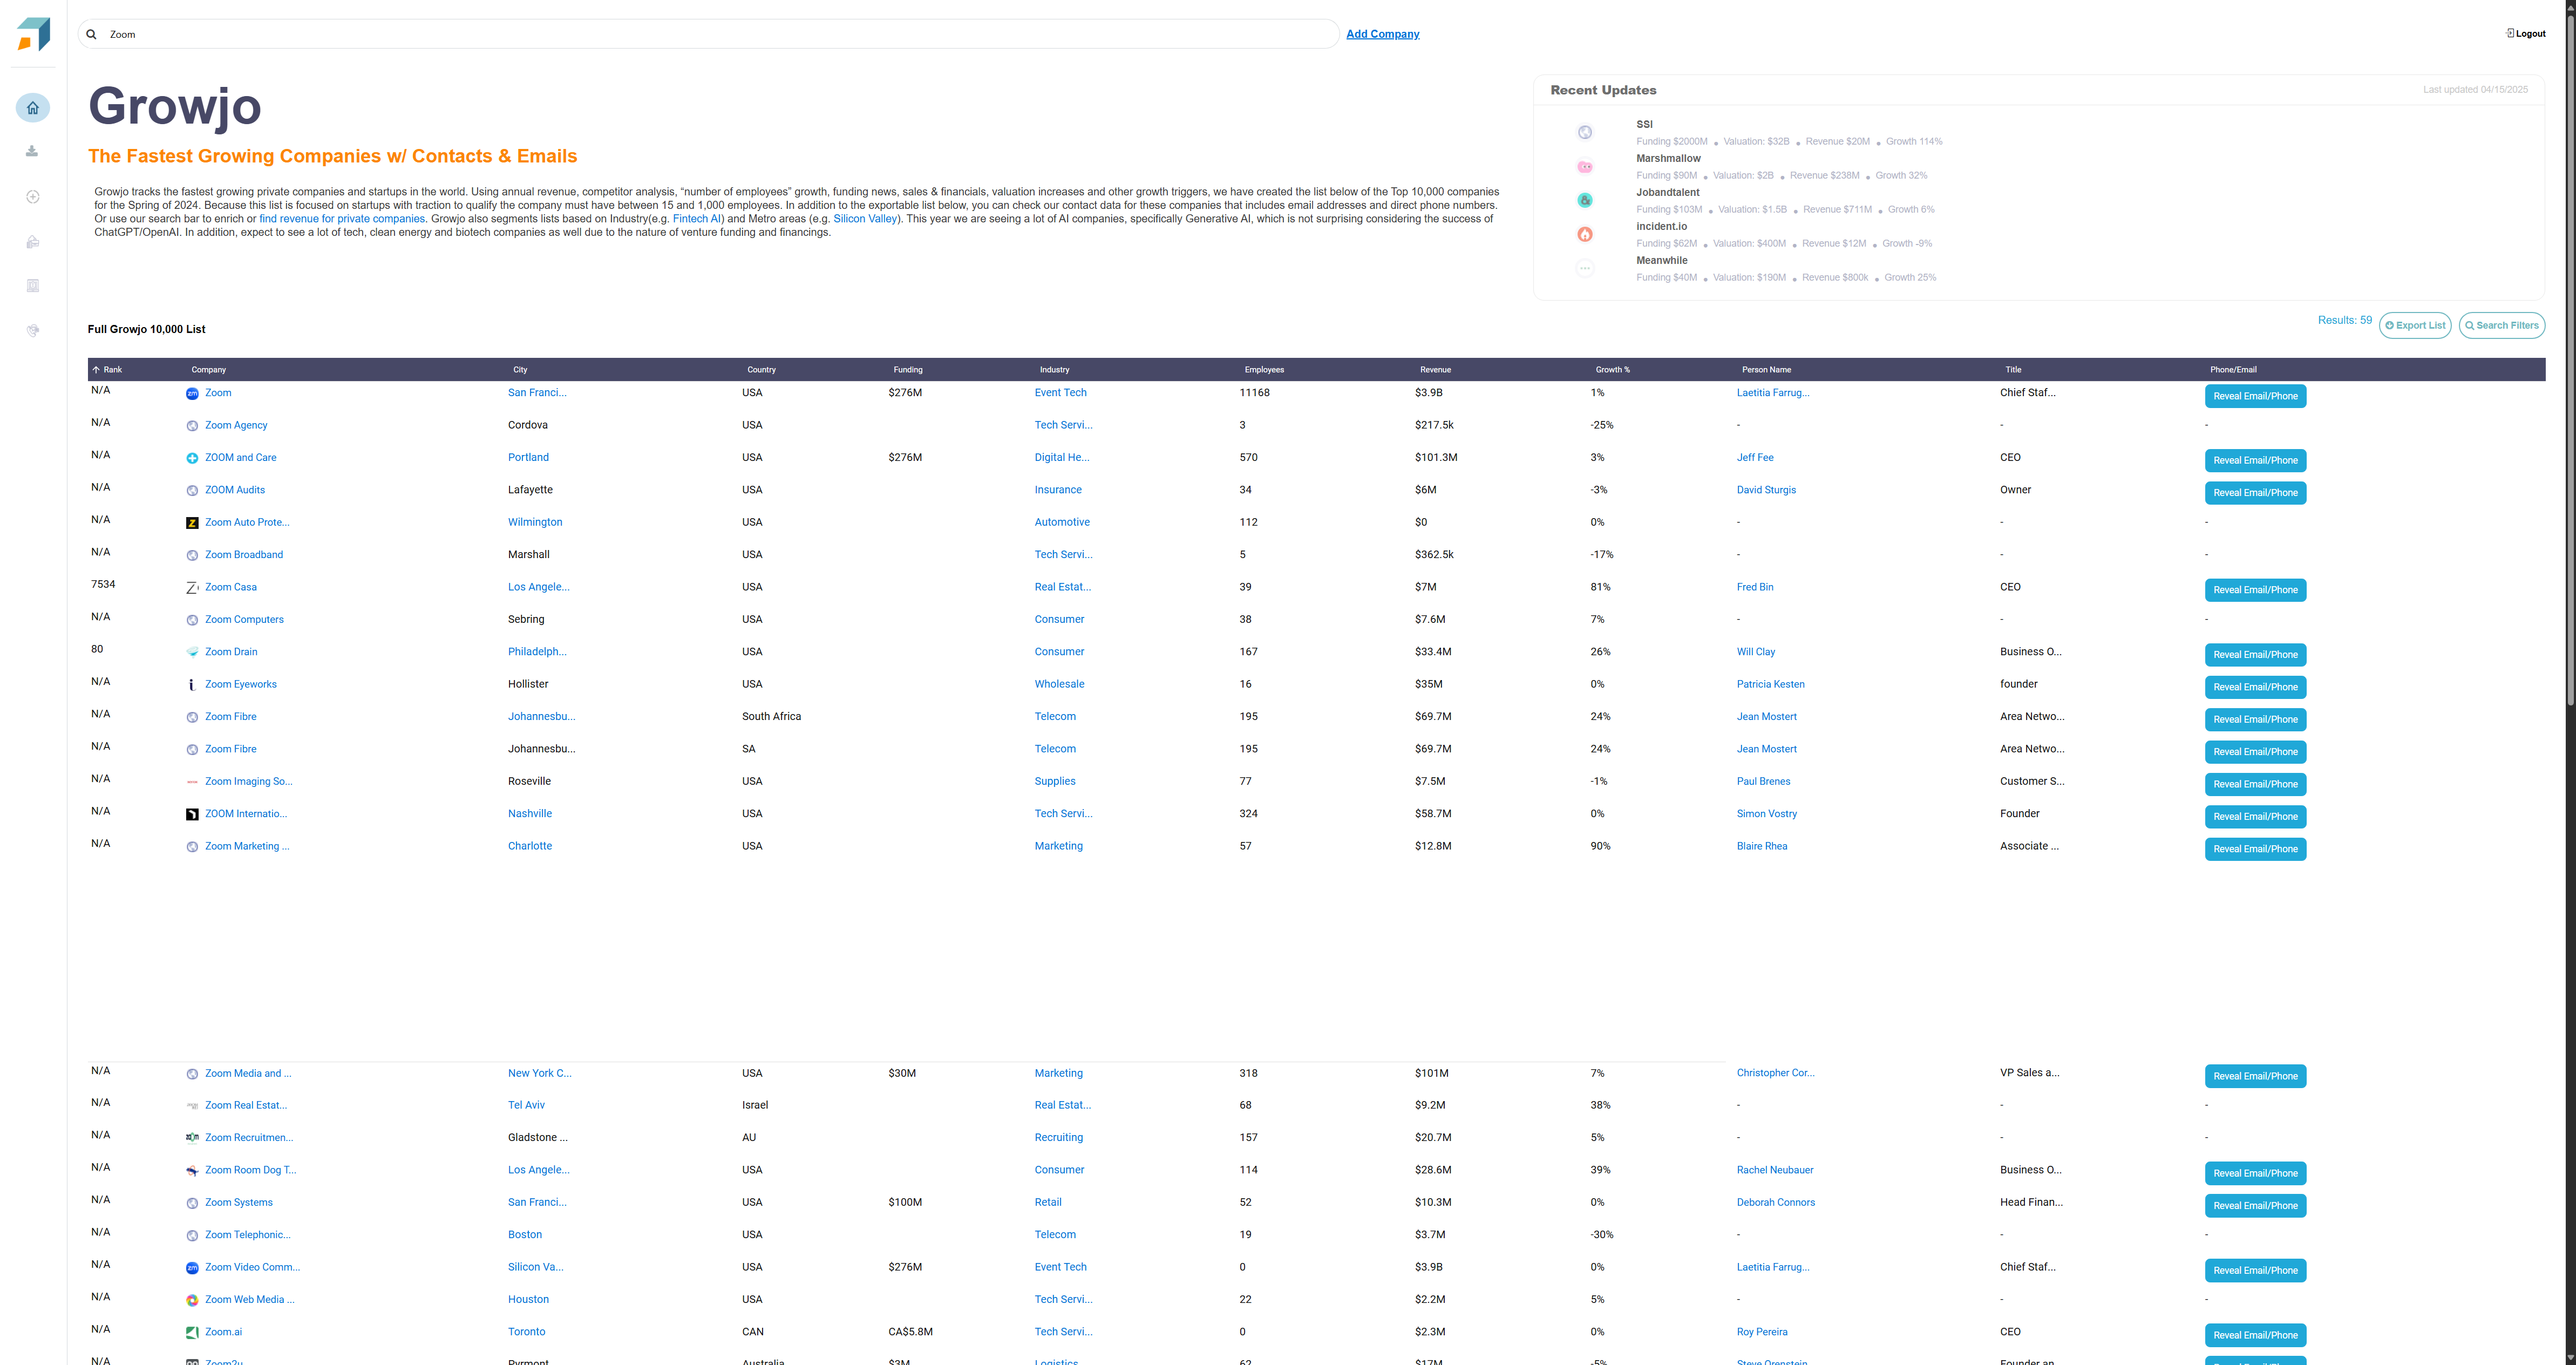 Zoom
Add Company
Logout
Growjo
The Fastest Growing Companies w/ Contacts & Emails
Growjo tracks the fastest growing private companies and startups in the world. Using annual revenue, competitor analysis, “number of employees” growth, funding news, sales & financials, valuation increases and other growth triggers, we have created the list below of the Top 10,000 companies
for the Spring of 2024. Because this list is focused on startups with traction to qualify the company must have between 15 and 1,000 employees. In addition to the exportable list below, you can check our contact data for these companies that includes email addresses and direct phone numbers.
Or use our search bar to enrich or find revenue for private companies. Growjo also segments lists based on Industry(e.g. Fintech AI) and Metro areas (e.g. Silicon Valley). This year we are seeing a lot of AI companies, specifically Generative AI, which is not surprising considering the success of
ChatGPT/OpenAI. In addition, expect to see a lot of tech, clean energy and biotech companies as well due to the nature of venture funding and financings.
Recent Updates Last updated 04/15/2025
SSI
Funding $2000M • Valuation: $32B • Revenue $20M • Growth 114%
Marshmallow
Funding $90M • Valuation: $2B • Revenue $238M • Growth 32%
Jobandtalent
Funding $103M • Valuation: $1.5B • Revenue $711M • Growth 6%
incident.io
Funding $62M • Valuation: $400M • Revenue $12M • Growth -9%
Meanwhile
Funding $40M • Valuation: $190M • Revenue $800k • Growth 25%
Full Growjo 10,000 List
Results: 59 Export List Search Filters
Rank Company City Country Funding Industry Employees Revenue Growth % Person Name Title Phone/Email
N/A zm Zoom San Franci... USA $276M Event Tech 11168 $3.9B 1% Laetitia Farrug... Chief Staf... Reveal Email/Phone
N/A Zoom Agency Cordova USA Tech Servi... 3 $217.5k -25% - - -
N/A ZOOM and Care Portland USA $276M Digital He... 570 $101.3M 3% Jeff Fee CEO Reveal Email/Phone
N/A ZOOM Audits Lafayette USA Insurance 34 $6M -3% David Sturgis Owner Reveal Email/Phone
N/A Z Zoom Auto Prote... Wilmington USA Automotive 112 $0 0% - - -
N/A Zoom Broadband Marshall USA Tech Servi... 5 $362.5k -17% - - -
7534 Zoom Casa Los Angele... USA Real Estat... 39 $7M 81% Fred Bin CEO Reveal Email/Phone
N/A Zoom Computers Sebring USA Consumer 38 $7.6M 7% - - -
80 Zoom Drain Philadelph... USA Consumer 167 $33.4M 26% Will Clay Business O... Reveal Email/Phone
N/A Zoom Eyeworks Hollister USA Wholesale 16 $35M 0% Patricia Kesten founder Reveal Email/Phone
N/A Zoom Fibre Johannesbu... South Africa Telecom 195 $69.7M 24% Jean Mostert Area Netwo... Reveal Email/Phone
N/A Zoom Fibre Johannesbu... SA Telecom 195 $69.7M 24% Jean Mostert Area Netwo... Reveal Email/Phone
N/A Zoom Imaging So... Roseville USA Supplies 77 $7.5M -1% Paul Brenes Customer S... Reveal Email/Phone
N/A ZOOM Internatio... Nashville USA Tech Servi... 324 $58.7M 0% Simon Vostry Founder Reveal Email/Phone
N/A Zoom Marketing ... Charlotte USA Marketing 57 $12.8M 90% Blaire Rhea Associate ... Reveal Email/Phone
N/A Zoom Media and ... New York C... USA $30M Marketing 318 $101M 7% Christopher Cor... VP Sales a... Reveal Email/Phone
N/A Zoom Real Estat... Tel Aviv Israel Real Estat... 68 $9.2M 38% - - -
N/A Zoom Recruitmen... Gladstone ... AU Recruiting 157 $20.7M 5% - - -
N/A Zoom Room Dog T... Los Angele... USA Consumer 114 $28.6M 39% Rachel Neubauer Business O... Reveal Email/Phone
N/A Zoom Systems San Franci... USA $100M Retail 52 $10.3M 0% Deborah Connors Head Finan... Reveal Email/Phone
N/A Zoom Telephonic... Boston USA Telecom 19 $3.7M -30% - - -
N/A zm Zoom Video Comm... Silicon Va... USA $276M Event Tech 0 $3.9B 0% Laetitia Farrug... Chief Staf... Reveal Email/Phone
N/A Zoom Web Media ... Houston USA Tech Servi... 22 $2.2M 5% - - -
N/A Zoom.ai Toronto CAN CA$5.8M Tech Servi... 0 $2.3M 0% Roy Pereira CEO Reveal Email/Phone
N/A Zoom2u Pyrmont Australia $3M Logistics 62 $17M -5% Steve Orenstein Founder an...